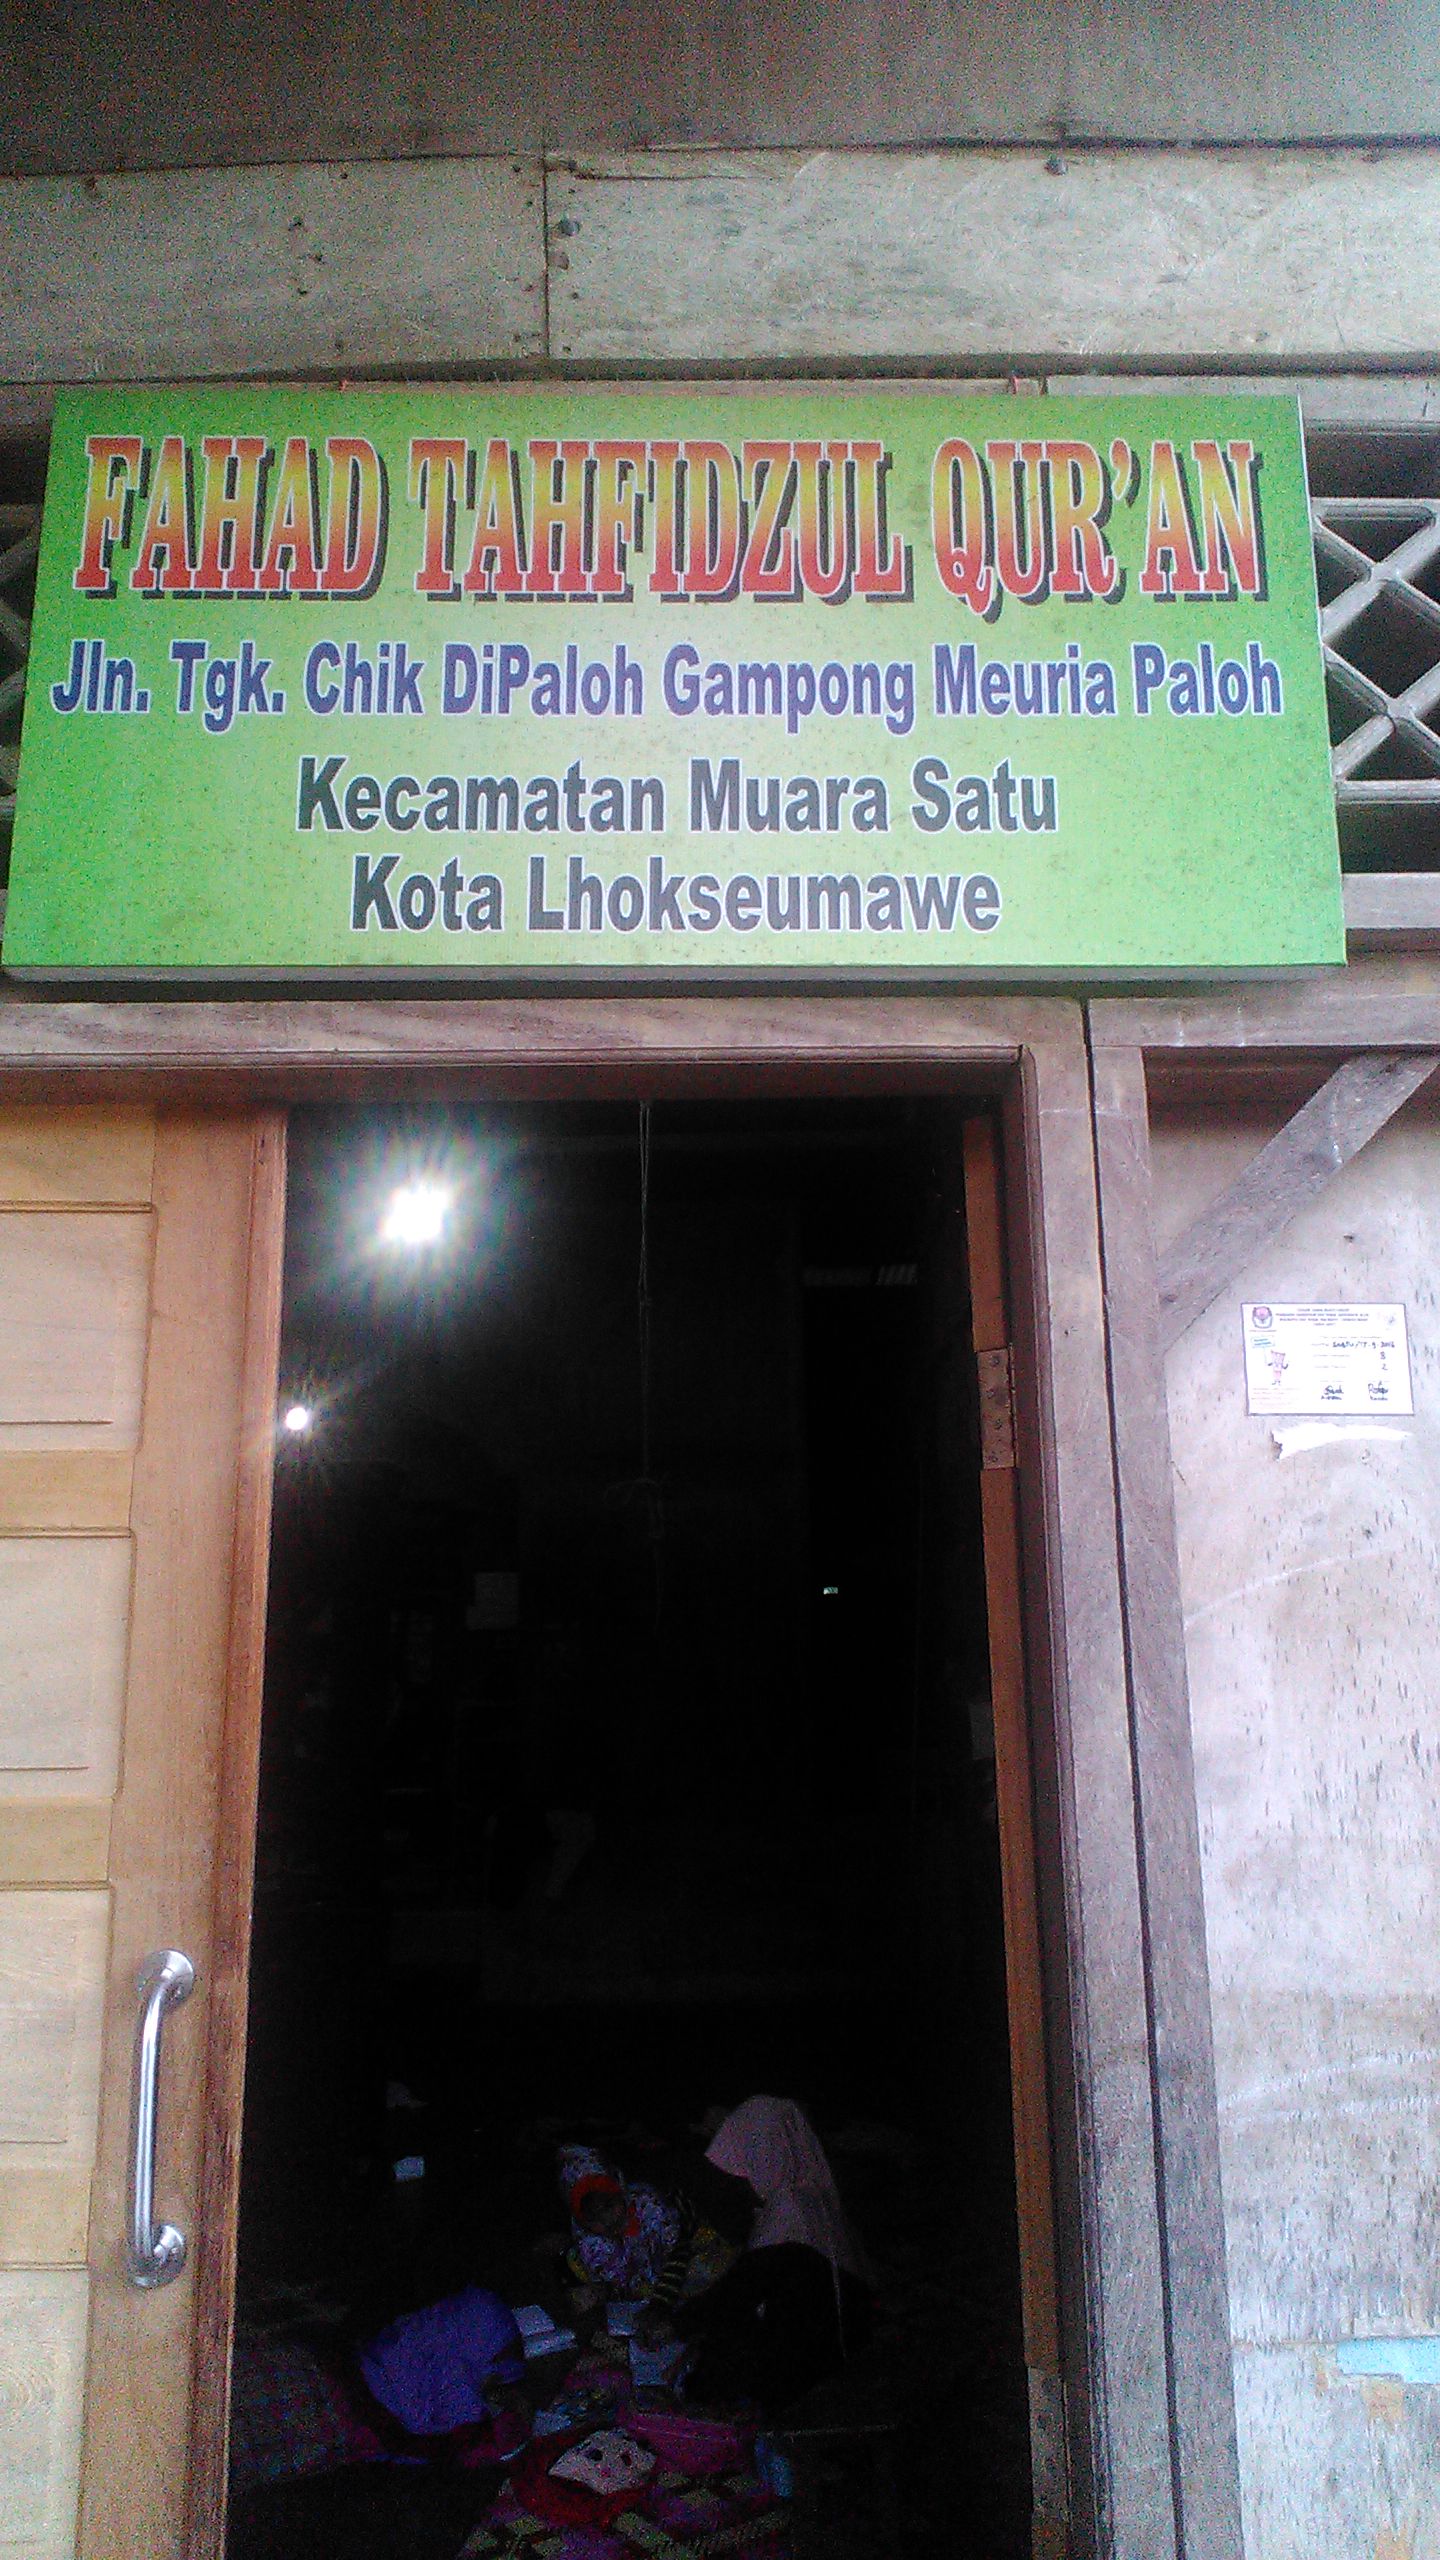 FAHAD TAHFIDZUL QUR'AN
Jln. Tgk. Chik DiPaloh Gampong Meuria Paloh
Kecamatan Muara Satu
Kota Lhokseumawe